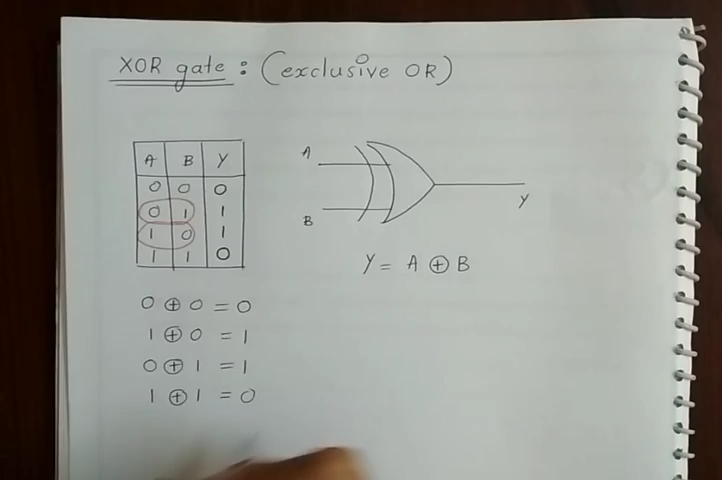 XOR gate : (exclusive OR)
A B Y
0 0 0
0 1 1
1 0 1
1 1 0
A
B
Y
Y = A ⊕ B
0 ⊕ 0 = 0
1 ⊕ 0 = 1
0 ⊕ 1 = 1
1 ⊕ 1 = 0